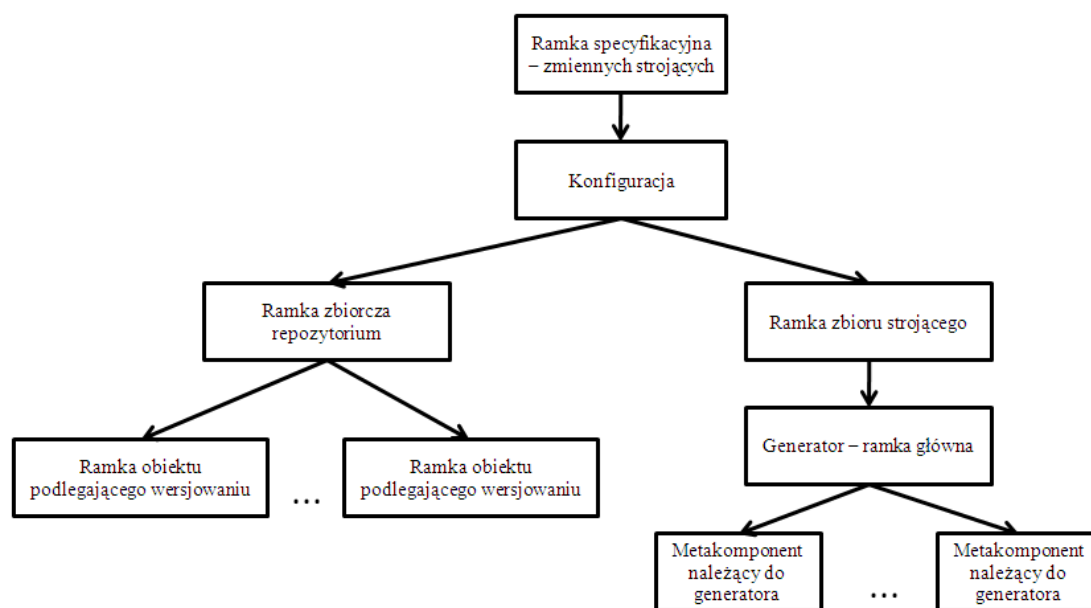 Ramka specyfikacyjna
– zmiennych strojących
Konfiguracja
Ramka zbiorcza
repozytorium
Ramka zbioru strojącego
Generator – ramka główna
Ramka obiektu
podlegającego wersjowaniu
...
Ramka obiektu
podlegającego wersjowaniu
Metakomponent
należący do
generatora
...
Metakomponent
należący do
generatora